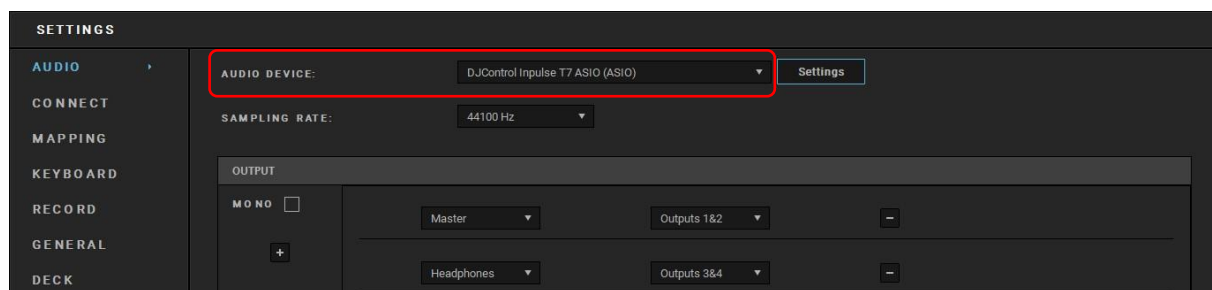 SETTINGS
AUDIO
CONNECT
MAPPING
KEYBOARD
RECORD
GENERAL
DECK
AUDIO DEVICE:
DJControl Inpulse T7 ASIO (ASIO)
Settings
SAMPLING RATE:
44100 Hz
OUTPUT
MONO
+
Master
Outputs 1&2
−
Headphones
Outputs 3&4
−